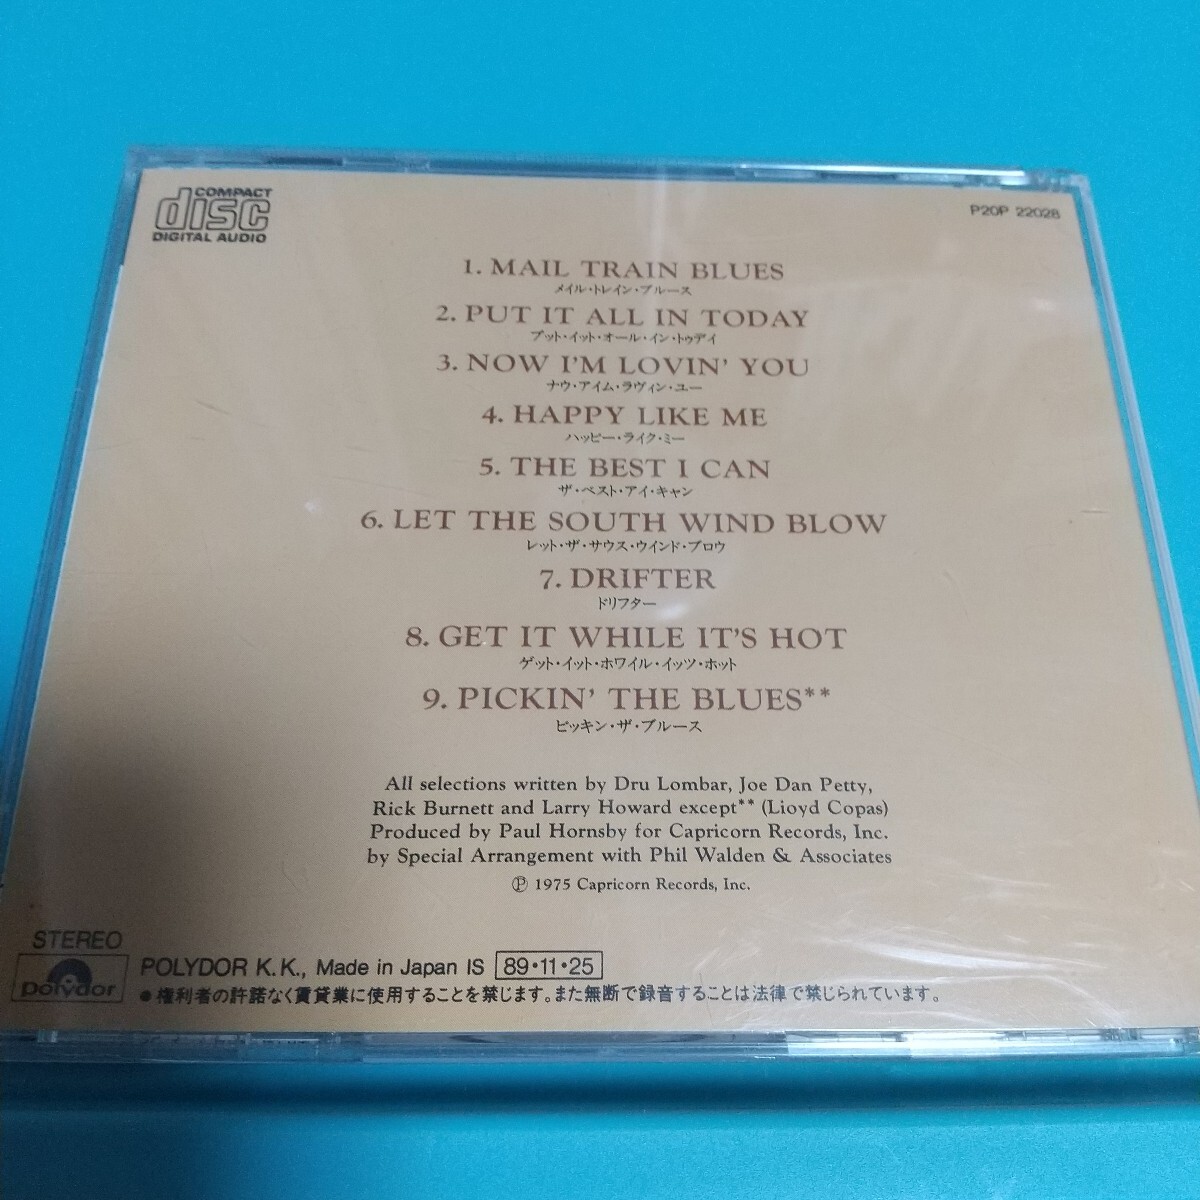 COMPACT
disc
DIGITAL AUDIO
P20P 22028
1. MAIL TRAIN BLUES
メイル・トレイン・ブルース
2. PUT IT ALL IN TODAY
プット・イット・オール・イン・トゥデイ
3. NOW I'M LOVIN' YOU
ナウ・アイム・ラヴィン・ユー
4. HAPPY LIKE ME
ハッピー・ライク・ミー
5. THE BEST I CAN
ザ・ベスト・アイ・キャン
6. LET THE SOUTH WIND BLOW
レット・ザ・サウス・ウインド・ブロウ
7. DRIFTER
ドリフター
8. GET IT WHILE IT'S HOT
ゲット・イット・ホワイル・イッツ・ホット
9. PICKIN' THE BLUES**
ピッキン・ザ・ブルース
All selections written by Dru Lombar, Joe Dan Petty,
Rick Burnett and Larry Howard except** (Lioyd Copas)
Produced by Paul Hornsby for Capricorn Records, Inc.
by Special Arrangement with Phil Walden & Associates
Ⓟ 1975 Capricorn Records, Inc.
STEREO
polydor
POLYDOR K.K., Made in Japan IS 89・11・25
●権利者の許諾なく賃貸業に使用することを禁じます。また無断で録音することは法律で禁じられています。